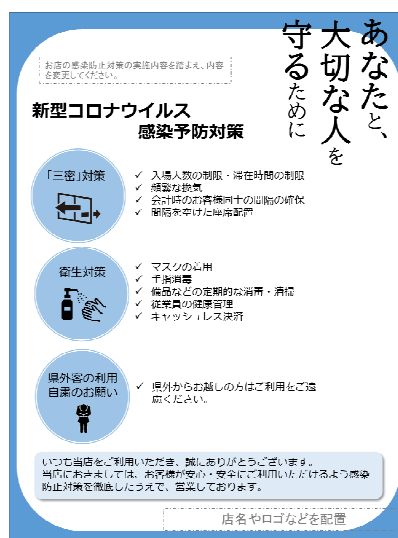 あなたと、
大切な人を
守るために
お店の感染防止対策の実施内容を踏まえ、内容
を変更してください。
新型コロナウイルス
感染予防対策
「三密」対策
✓ 入場人数の制限・滞在時間の制限
✓ 頻繁な換気
✓ 会計時のお客様同士の間隔の確保
✓ 間隔を空けた座席配置
衛生対策
✓ マスクの着用
✓ 手指消毒
✓ 備品などの定期的な消毒・清掃
✓ 従業員の健康管理
✓ キャッシュレス決済
県外客の利用
自粛のお願い
✓ 県外からお越しの方はご利用をご遠
慮ください。
いつも当店をご利用いただき、誠にありがとうございます。
当店におきましては、お客様が安心・安全にご利用いただけるよう感染
防止対策を徹底したうえで、営業しております。
店名やロゴなどを配置